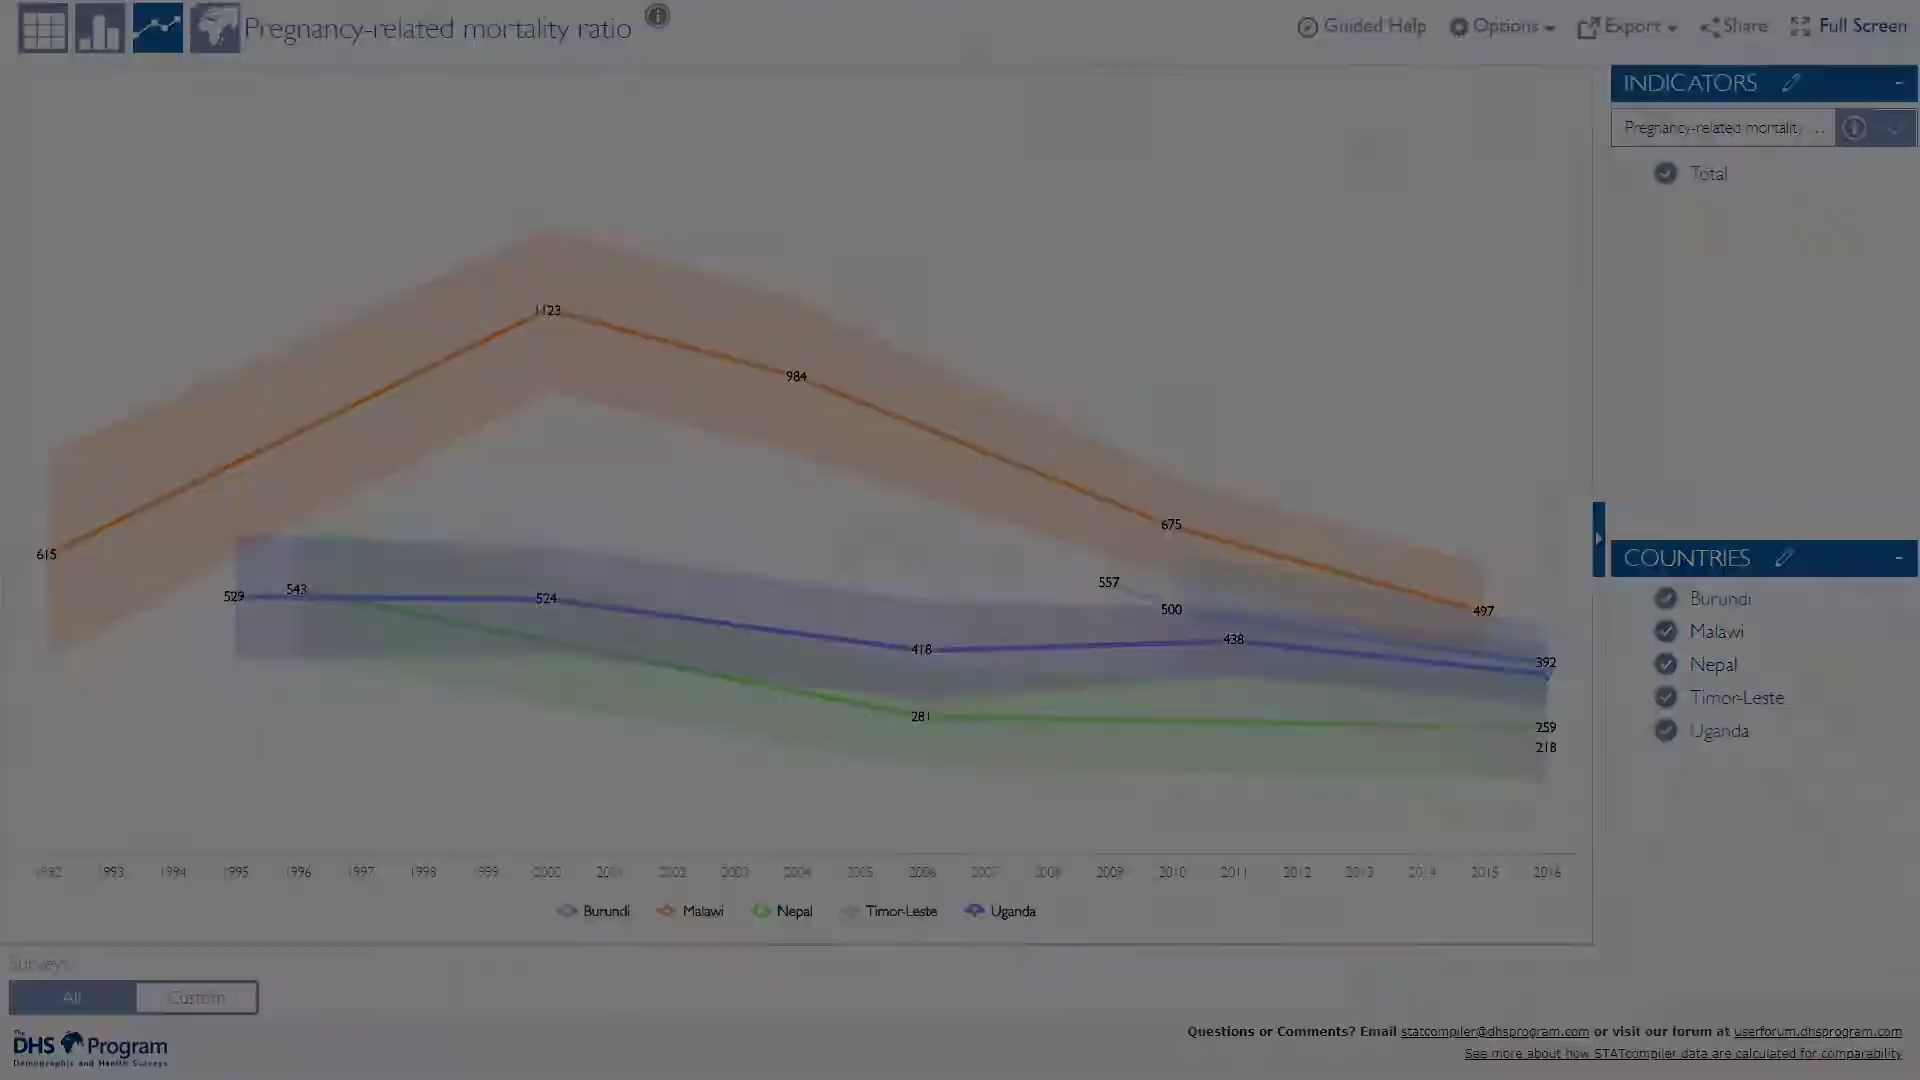 Pregnancy-related mortality ratio
Guided Help
Options
Export
Share
Full Screen
INDICATORS
Pregnancy-related mortalit ...
Total
1123
984
675
615
557
543
529
524
500
497
438
418
392
281
259
218
COUNTRIES
Burundi
Malawi
Nepal
Timor-Leste
Uganda
1992 1993 1994 1995 1996 1997 1998 1999 2000 2001 2002 2003 2004 2005 2006 2007 2008 2009 2010 2011 2012 2013 2014 2015 2016
Burundi Malawi Nepal Timor-Leste Uganda
Surveys
All Custom
The
DHS Program
Demographic and Health Surveys
Questions or Comments? Email statcompiler@dhsprogram.com or visit our forum at userforum.dhsprogram.com
See more about how STATcompiler data are calculated for comparability